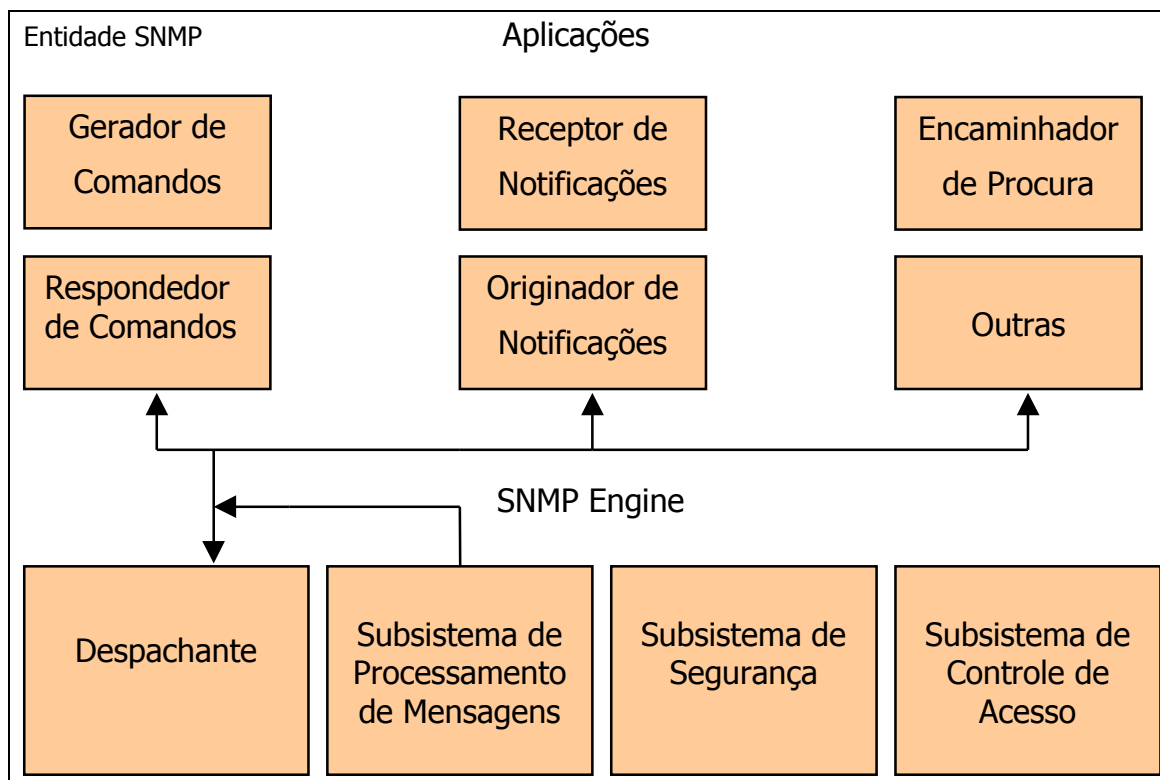 Entidade SNMP
Aplicações
Gerador de
Comandos
Receptor de
Notificações
Encaminhador
de Procura
Respondedor
de Comandos
Originador de
Notificações
Outras
SNMP Engine
Despachante
Subsistema de
Processamento
de Mensagens
Subsistema de
Segurança
Subsistema de
Controle de
Acesso